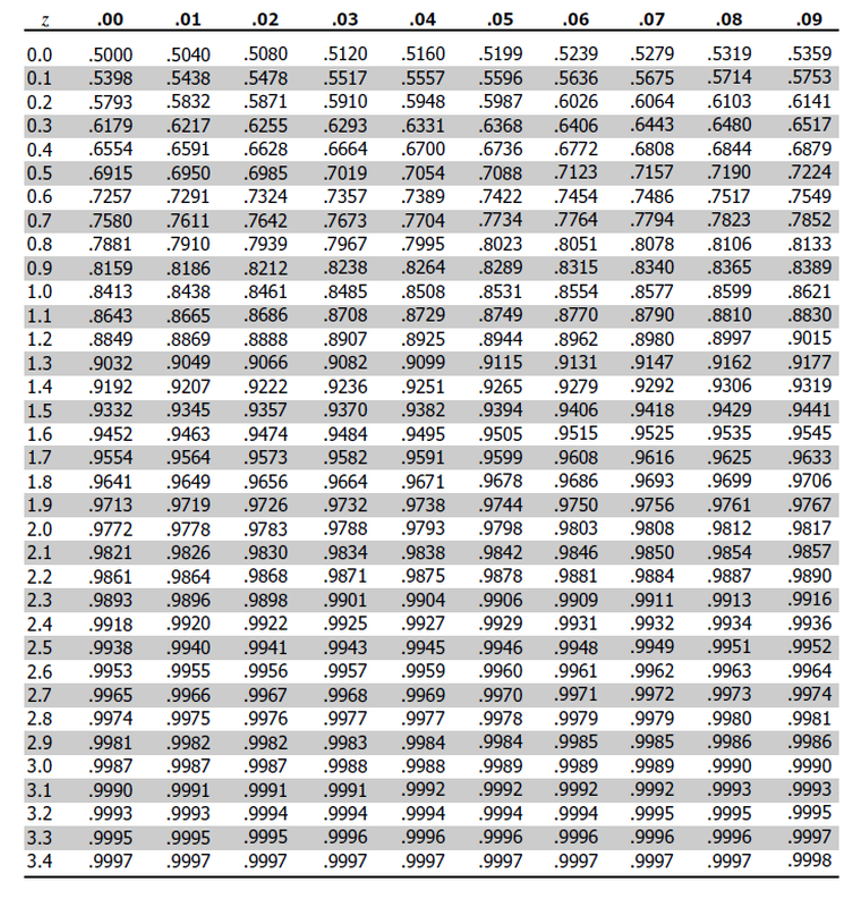 z .00 .01 .02 .03 .04 .05 .06 .07 .08 .09
0.0 .5000 .5040 .5080 .5120 .5160 .5199 .5239 .5279 .5319 .5359
0.1 .5398 .5438 .5478 .5517 .5557 .5596 .5636 .5675 .5714 .5753
0.2 .5793 .5832 .5871 .5910 .5948 .5987 .6026 .6064 .6103 .6141
0.3 .6179 .6217 .6255 .6293 .6331 .6368 .6406 .6443 .6480 .6517
0.4 .6554 .6591 .6628 .6664 .6700 .6736 .6772 .6808 .6844 .6879
0.5 .6915 .6950 .6985 .7019 .7054 .7088 .7123 .7157 .7190 .7224
0.6 .7257 .7291 .7324 .7357 .7389 .7422 .7454 .7486 .7517 .7549
0.7 .7580 .7611 .7642 .7673 .7704 .7734 .7764 .7794 .7823 .7852
0.8 .7881 .7910 .7939 .7967 .7995 .8023 .8051 .8078 .8106 .8133
0.9 .8159 .8186 .8212 .8238 .8264 .8289 .8315 .8340 .8365 .8389
1.0 .8413 .8438 .8461 .8485 .8508 .8531 .8554 .8577 .8599 .8621
1.1 .8643 .8665 .8686 .8708 .8729 .8749 .8770 .8790 .8810 .8830
1.2 .8849 .8869 .8888 .8907 .8925 .8944 .8962 .8980 .8997 .9015
1.3 .9032 .9049 .9066 .9082 .9099 .9115 .9131 .9147 .9162 .9177
1.4 .9192 .9207 .9222 .9236 .9251 .9265 .9279 .9292 .9306 .9319
1.5 .9332 .9345 .9357 .9370 .9382 .9394 .9406 .9418 .9429 .9441
1.6 .9452 .9463 .9474 .9484 .9495 .9505 .9515 .9525 .9535 .9545
1.7 .9554 .9564 .9573 .9582 .9591 .9599 .9608 .9616 .9625 .9633
1.8 .9641 .9649 .9656 .9664 .9671 .9678 .9686 .9693 .9699 .9706
1.9 .9713 .9719 .9726 .9732 .9738 .9744 .9750 .9756 .9761 .9767
2.0 .9772 .9778 .9783 .9788 .9793 .9798 .9803 .9808 .9812 .9817
2.1 .9821 .9826 .9830 .9834 .9838 .9842 .9846 .9850 .9854 .9857
2.2 .9861 .9864 .9868 .9871 .9875 .9878 .9881 .9884 .9887 .9890
2.3 .9893 .9896 .9898 .9901 .9904 .9906 .9909 .9911 .9913 .9916
2.4 .9918 .9920 .9922 .9925 .9927 .9929 .9931 .9932 .9934 .9936
2.5 .9938 .9940 .9941 .9943 .9945 .9946 .9948 .9949 .9951 .9952
2.6 .9953 .9955 .9956 .9957 .9959 .9960 .9961 .9962 .9963 .9964
2.7 .9965 .9966 .9967 .9968 .9969 .9970 .9971 .9972 .9973 .9974
2.8 .9974 .9975 .9976 .9977 .9977 .9978 .9979 .9979 .9980 .9981
2.9 .9981 .9982 .9982 .9983 .9984 .9984 .9985 .9985 .9986 .9986
3.0 .9987 .9987 .9987 .9988 .9988 .9989 .9989 .9989 .9990 .9990
3.1 .9990 .9991 .9991 .9991 .9992 .9992 .9992 .9992 .9993 .9993
3.2 .9993 .9993 .9994 .9994 .9994 .9994 .9994 .9995 .9995 .9995
3.3 .9995 .9995 .9995 .9996 .9996 .9996 .9996 .9996 .9996 .9997
3.4 .9997 .9997 .9997 .9997 .9997 .9997 .9997 .9997 .9997 .9998